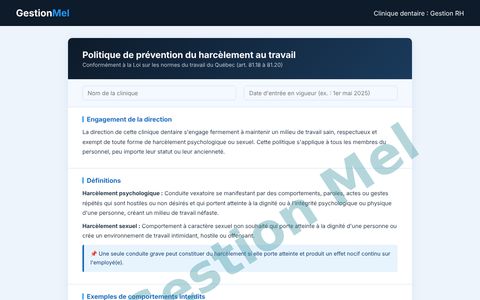 GestionMel
Clinique dentaire : Gestion RH
Politique de prévention du harcèlement au travail
Conformément à la Loi sur les normes du travail du Québec (art. 81.18 à 81.20)
Nom de la clinique
Date d'entrée en vigueur (ex. : 1er mai 2025)
Engagement de la direction
La direction de cette clinique dentaire s'engage fermement à maintenir un milieu de travail sain, respectueux et
exempt de toute forme de harcèlement psychologique ou sexuel. Cette politique s'applique à tous les membres du
personnel, peu importe leur statut ou leur ancienneté.
Définitions
Harcèlement psychologique : Conduite vexatoire se manifestant par des comportements, paroles, actes ou gestes
répétés qui sont hostiles ou non désirés et qui portent atteinte à la dignité ou à l'intégrité psychologique ou physique
d'une personne, créant un milieu de travail néfaste.
Harcèlement sexuel : Comportement à caractère sexuel non souhaité qui porte atteinte à la dignité d'une personne ou
crée un environnement de travail intimidant, hostile ou offensant.
📌 Une seule conduite grave peut constituer du harcèlement si elle porte atteinte et produit un effet nocif continu sur
l'employé(e).
Exemples de comportements interdits
Gestion Mel